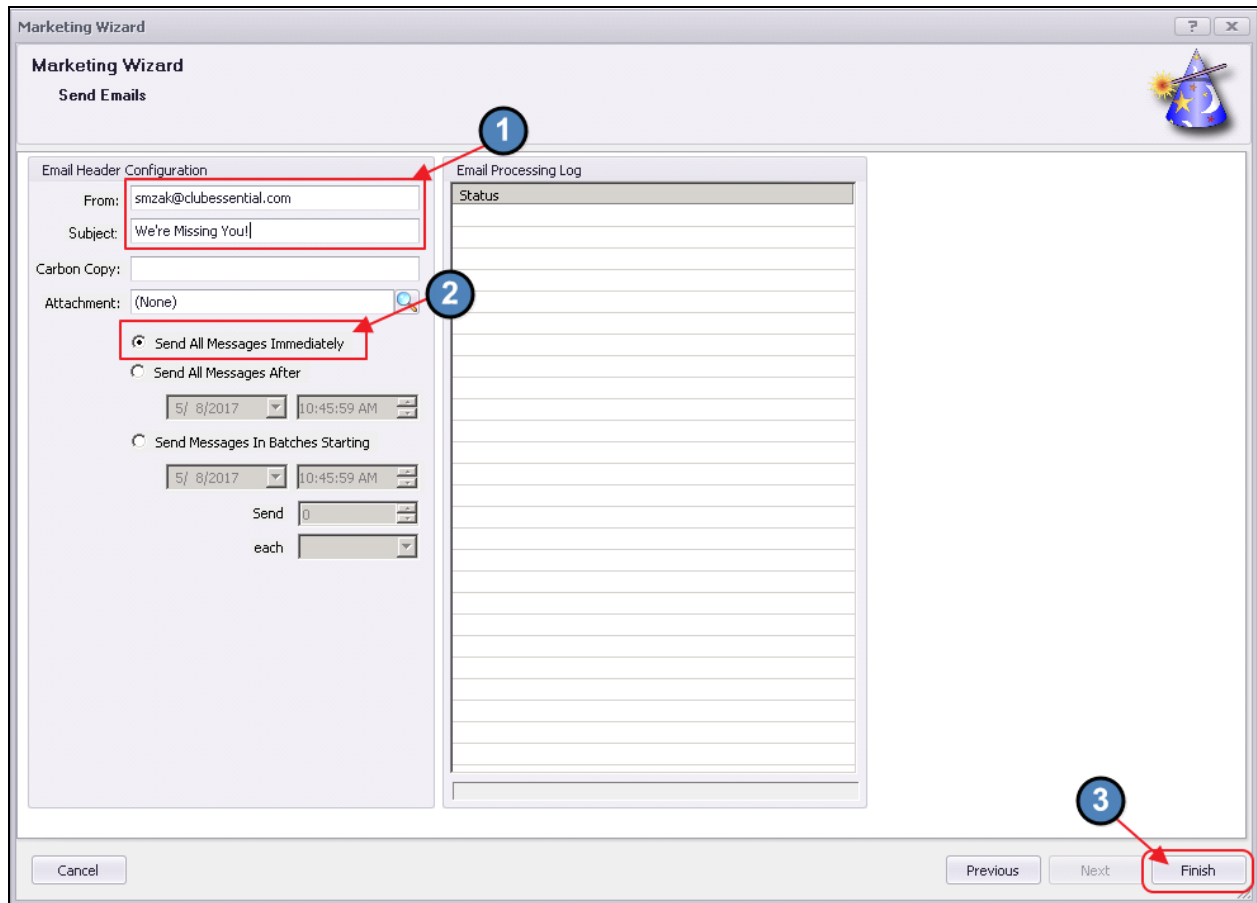 Marketing Wizard
?
x
Marketing Wizard
Send Emails
1
Email Header Configuration
From: smzak@clubessential.com
Subject: We're Missing You!
Carbon Copy:
Attachment: (None)
2
Send All Messages Immediately
Send All Messages After
5/ 8/2017 10:45:59 AM
Send Messages In Batches Starting
5/ 8/2017 10:45:59 AM
Send 0
each
Email Processing Log
Status
3
Cancel
Previous
Next
Finish